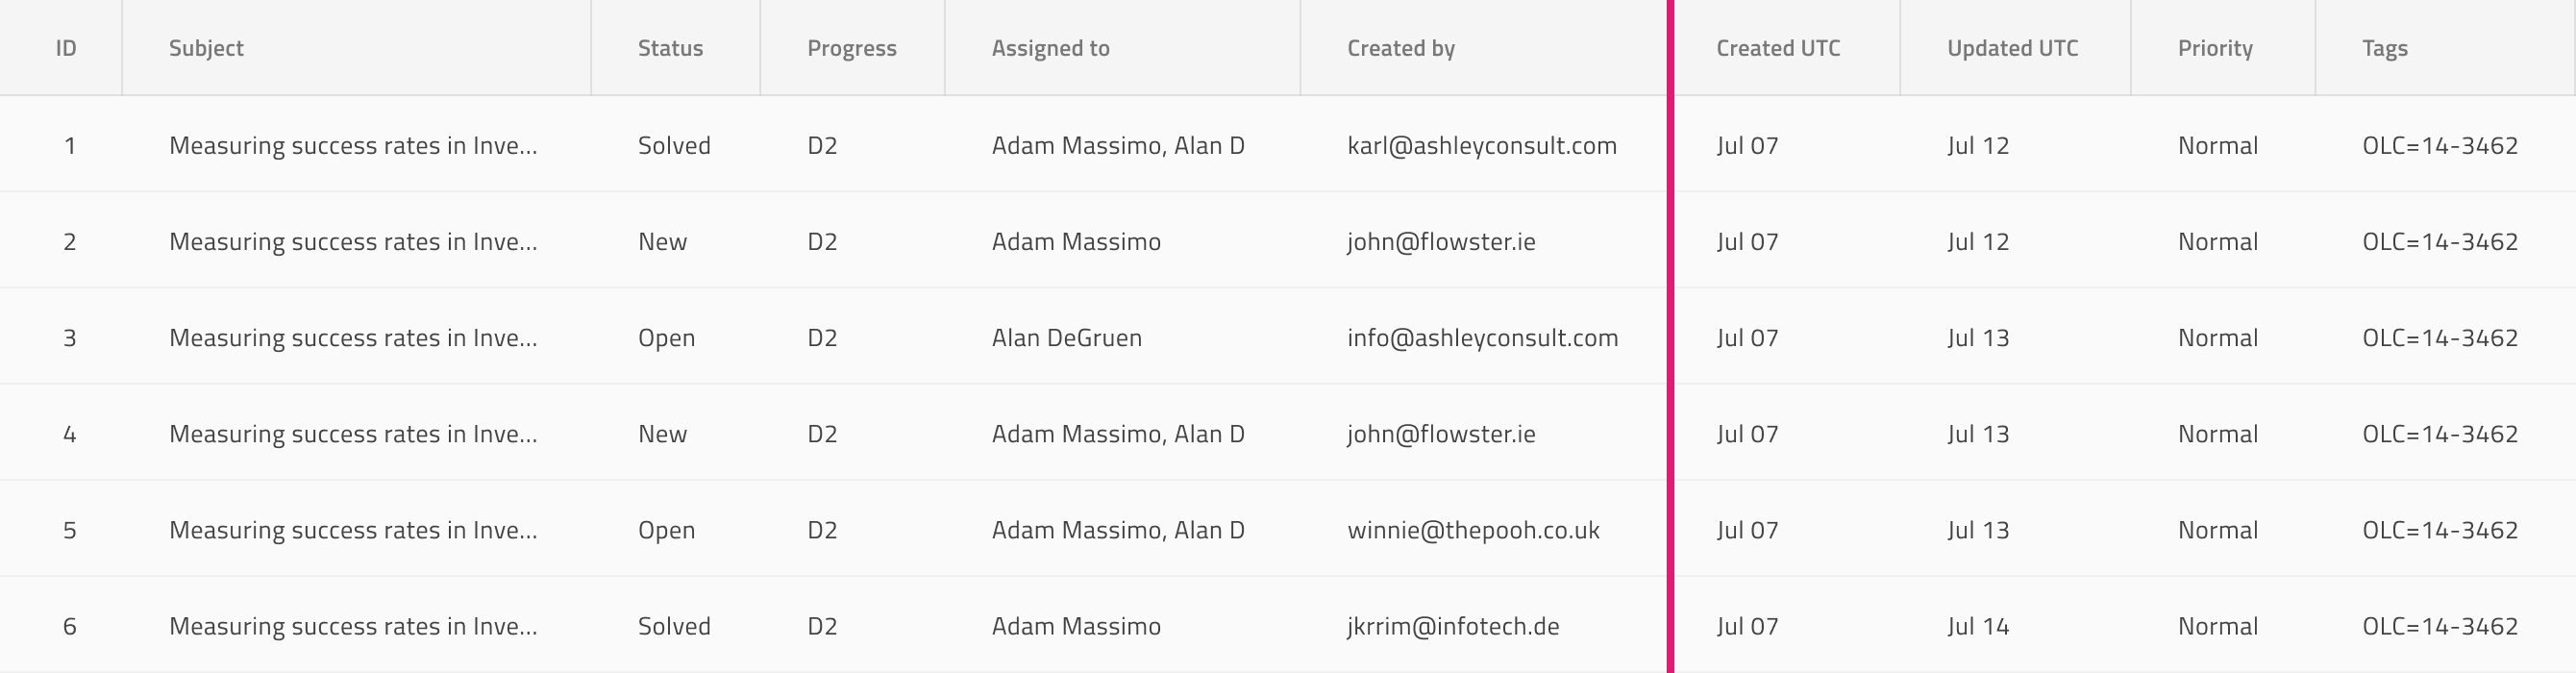 ID Subject Status Progress Assigned to Created by Created UTC Updated UTC Priority Tags
1 Measuring success rates in Inve... Solved D2 Adam Massimo, Alan D karl@ashleyconsult.com Jul 07 Jul 12 Normal OLC=14-3462
2 Measuring success rates in Inve... New D2 Adam Massimo john@flowster.ie Jul 07 Jul 12 Normal OLC=14-3462
3 Measuring success rates in Inve... Open D2 Alan DeGruen info@ashleyconsult.com Jul 07 Jul 13 Normal OLC=14-3462
4 Measuring success rates in Inve... New D2 Adam Massimo, Alan D john@flowster.ie Jul 07 Jul 13 Normal OLC=14-3462
5 Measuring success rates in Inve... Open D2 Adam Massimo, Alan D winnie@thepooh.co.uk Jul 07 Jul 13 Normal OLC=14-3462
6 Measuring success rates in Inve... Solved D2 Adam Massimo jkrrim@infotech.de Jul 07 Jul 14 Normal OLC=14-3462